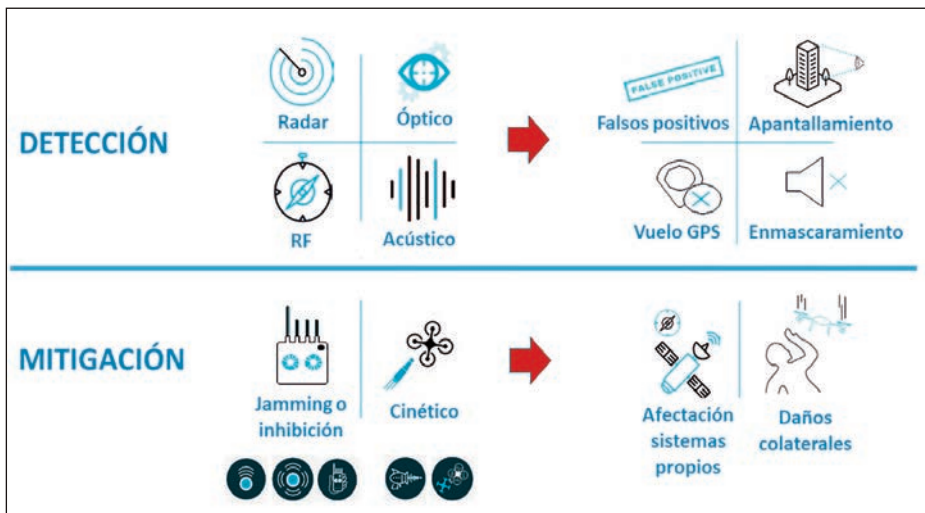 DETECCIÓN
Radar
Óptico
RF
Acústico
FALSE POSITIVE
Falsos positivos
Apantallamiento
Vuelo GPS
Enmascaramiento
MITIGACIÓN
Jamming o
inhibición
Cinético
Afectación
sistemas
propios
Daños
colaterales